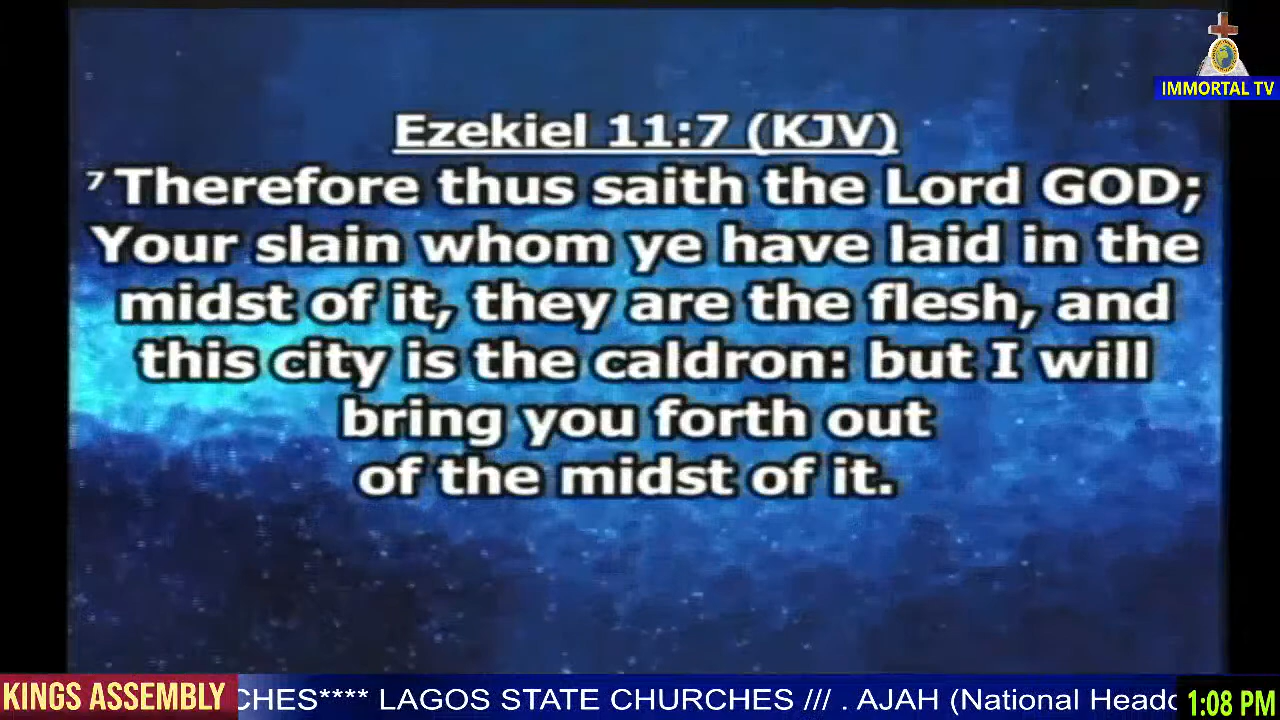 IMMORTAL TV
Ezekiel 11:7 (KJV)
7 Therefore thus saith the Lord GOD;
Your slain whom ye have laid in the
midst of it, they are the flesh, and
this city is the caldron: but I will
bring you forth out
of the midst of it.
KINGS ASSEMBLY
CHES**** LAGOS STATE CHURCHES /// . AJAH (National Headq
1:08 PM